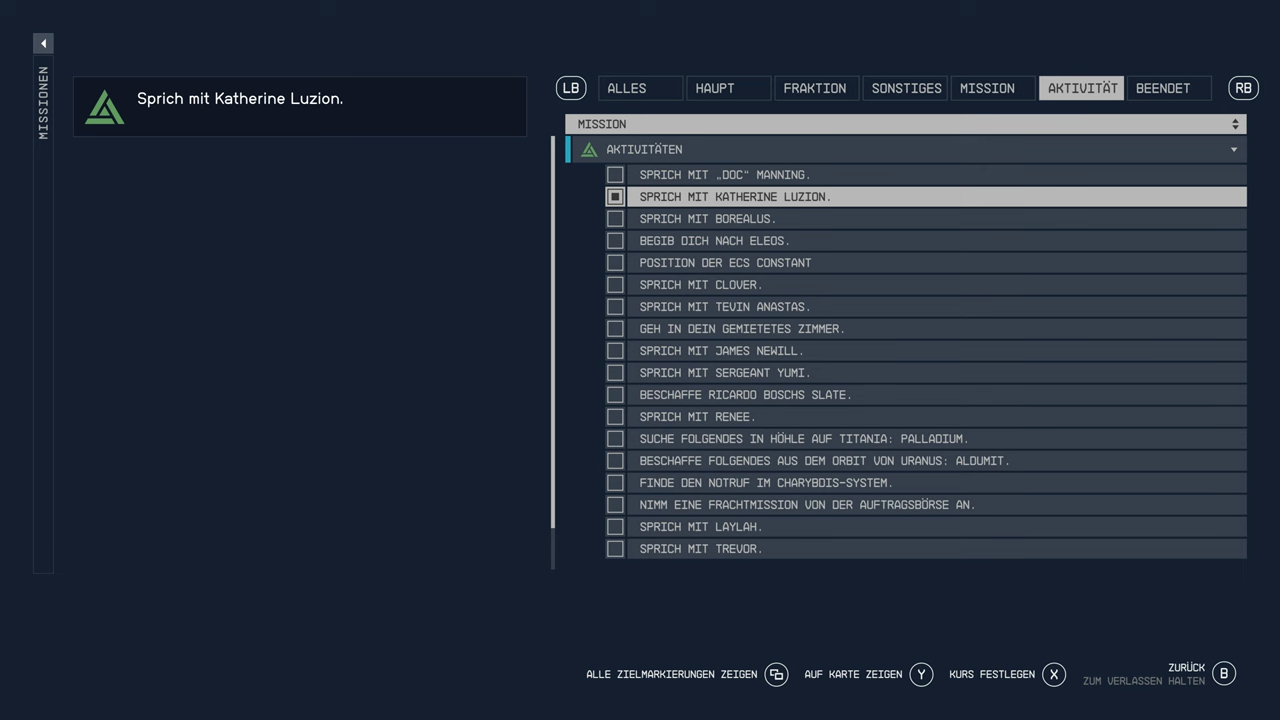 MISSIONEN
Sprich mit Katherine Luzion.
LB ALLES HAUPT FRAKTION SONSTIGES MISSION AKTIVITÄT BEENDET RB
MISSION
AKTIVITÄTEN
SPRICH MIT „DOC“ MANNING.
SPRICH MIT KATHERINE LUZION.
SPRICH MIT BOREALUS.
BEGIB DICH NACH ELEOS.
POSITION DER ECS CONSTANT
SPRICH MIT CLOVER.
SPRICH MIT TEVIN ANASTAS.
GEH IN DEIN GEMIETETES ZIMMER.
SPRICH MIT JAMES NEWILL.
SPRICH MIT SERGEANT YUMI.
BESCHAFFE RICARDO BOSCHS SLATE.
SPRICH MIT RENEE.
SUCHE FOLGENDES IN HÖHLE AUF TITANIA: PALLADIUM.
BESCHAFFE FOLGENDES AUS DEM ORBIT VON URANUS: ALDUMIT.
FINDE DEN NOTRUF IM CHARYBDIS-SYSTEM.
NIMM EINE FRACHTMISSION VON DER AUFTRAGSBÖRSE AN.
SPRICH MIT LAYLAH.
SPRICH MIT TREVOR.
ALLE ZIELMARKIERUNGEN ZEIGEN AUF KARTE ZEIGEN Y KURS FESTLEGEN X ZURÜCK B
ZUM VERLASSEN HALTEN